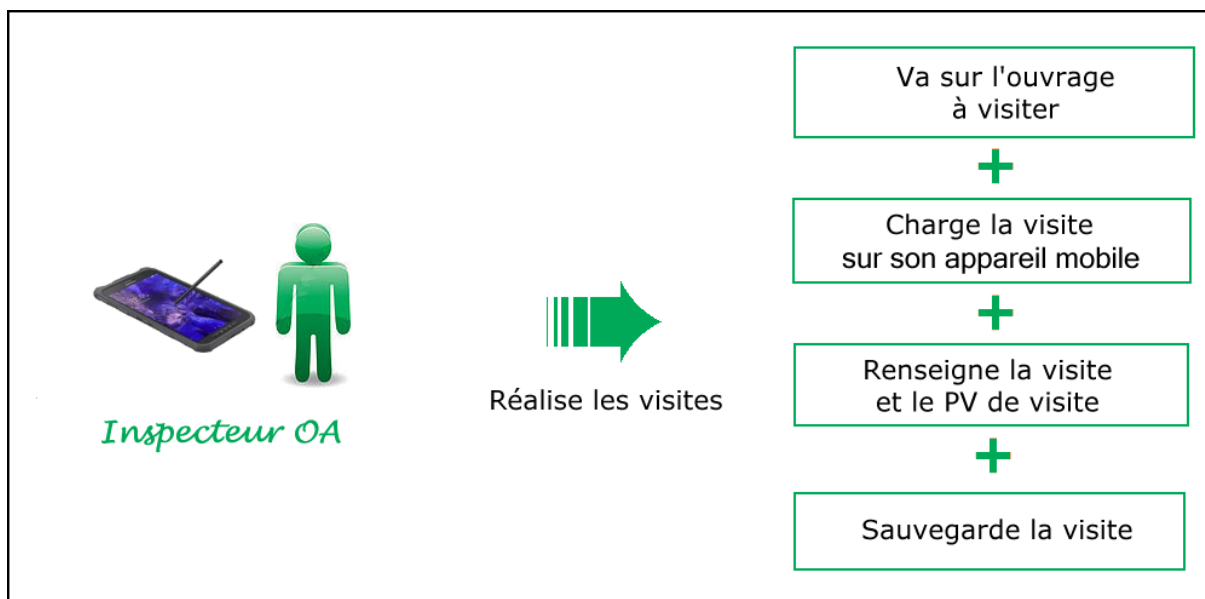 Va sur l'ouvrage
à visiter
Charge la visite
sur son appareil mobile
Renseigne la visite
et le PV de visite
Sauvegarde la visite
Réalise les visites
Inspecteur OA